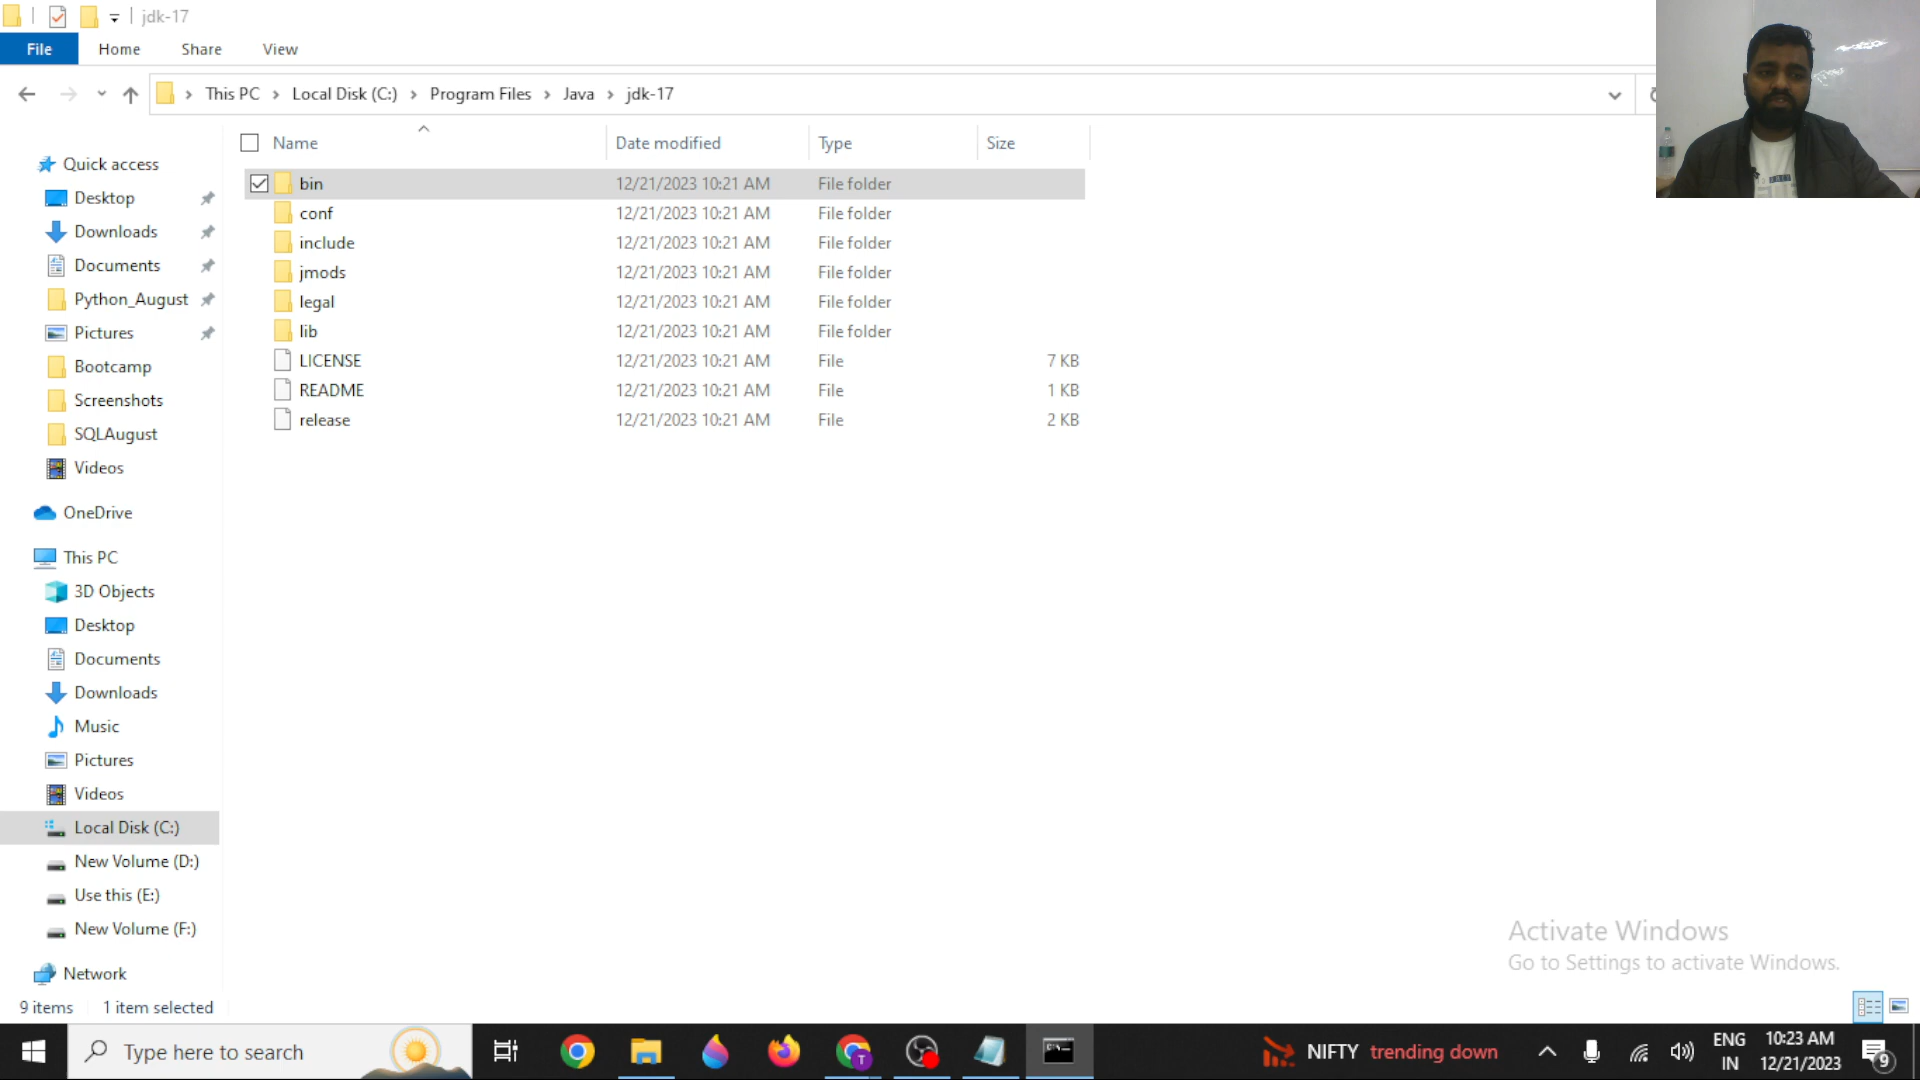 jdk-17
File Home Share View
This PC Local Disk (C:) Program Files Java jdk-17
Name Date modified Type Size
Quick access
Desktop
Downloads
Documents
Python_August
Pictures
Bootcamp
Screenshots
SQLAugust
Videos
OneDrive
This PC
3D Objects
Desktop
Documents
Downloads
Music
Pictures
Videos
Local Disk (C:)
New Volume (D:)
Use this (E:)
New Volume (F:)
Network
bin 12/21/2023 10:21 AM File folder
conf 12/21/2023 10:21 AM File folder
include 12/21/2023 10:21 AM File folder
jmods 12/21/2023 10:21 AM File folder
legal 12/21/2023 10:21 AM File folder
lib 12/21/2023 10:21 AM File folder
LICENSE 12/21/2023 10:21 AM File 7 KB
README 12/21/2023 10:21 AM File 1 KB
release 12/21/2023 10:21 AM File 2 KB
Activate Windows
Go to Settings to activate Windows.
9 items 1 item selected
Type here to search
T
NIFTY trending down
ENG
IN
10:23 AM
12/21/2023
9